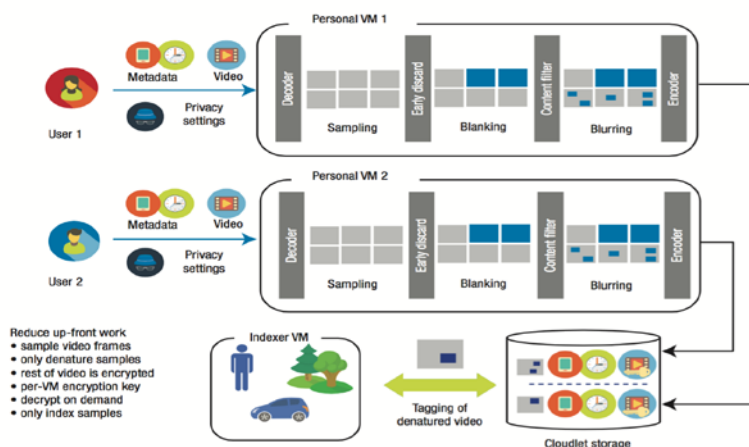 Personal VM 1
Metadata
Video
Privacy
settings
User 1
Decoder
Sampling
Early discard
Blanking
Content filter
Blurring
Encoder
Personal VM 2
Metadata
Video
Privacy
settings
User 2
Decoder
Sampling
Early discard
Blanking
Content filter
Blurring
Encoder
Reduce up-front work
• sample video frames
• only denature samples
• rest of video is encrypted
• per-VM encryption key
• decrypt on demand
• only index samples
Indexer VM
Tagging of
denatured video
Cloudlet storage